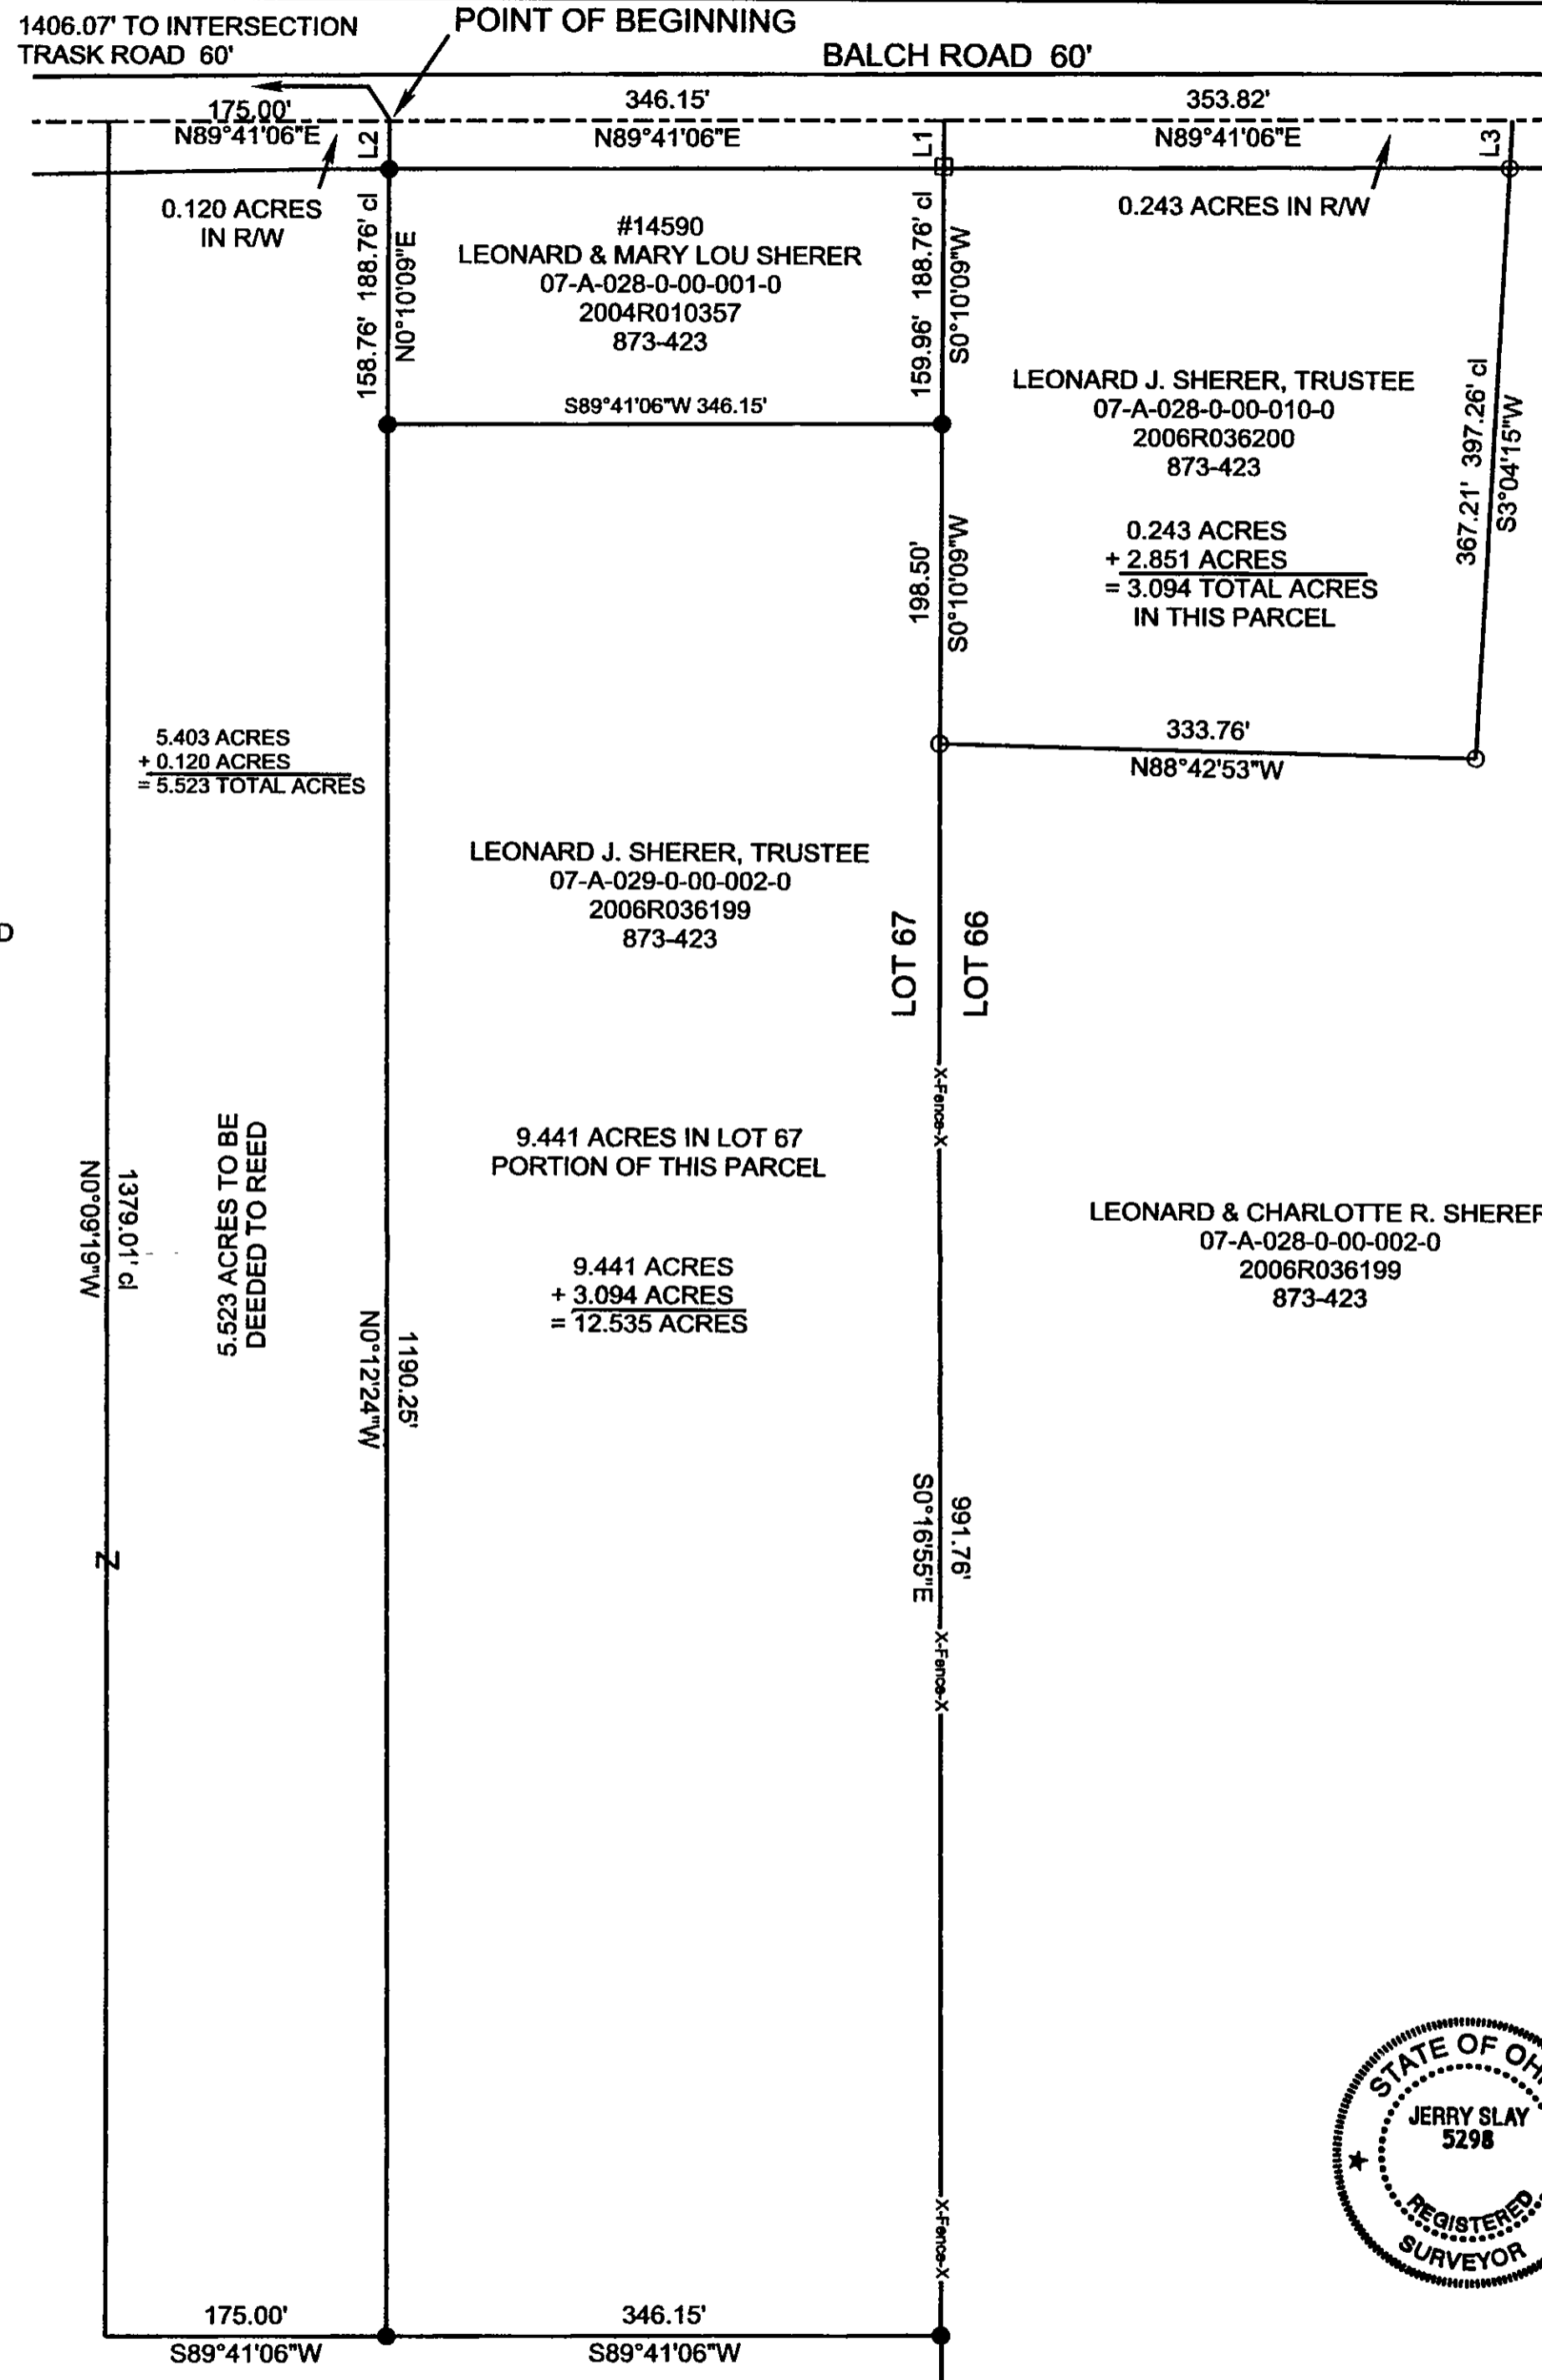 1406.07' TO INTERSECTION
TRASK ROAD 60'
POINT OF BEGINNING
BALCH ROAD 60'
175.00'
N89°41'06"E
346.15'
N89°41'06"E
353.82'
N89°41'06"E
L2
L1
L3
0.120 ACRES
IN R/W
158.76' 188.76' cl
N0°10'09"E
#14590
LEONARD & MARY LOU SHERER
07-A-028-0-00-001-0
2004R010357
873-423
159.96' 188.76' cl
S0°10'09"W
0.243 ACRES IN R/W
S89°41'06"W 346.15'
LEONARD J. SHERER, TRUSTEE
07-A-028-0-00-010-0
2006R036200
873-423
0.243 ACRES
+ 2.851 ACRES
= 3.094 TOTAL ACRES
IN THIS PARCEL
367.21' 397.26' cl
S3°04'15"W
198.50'
S0°10'09"W
333.76'
N88°42'53"W
5.403 ACRES
+ 0.120 ACRES
= 5.523 TOTAL ACRES
LEONARD J. SHERER, TRUSTEE
07-A-029-0-00-002-0
2006R036199
873-423
D
LOT 67
LOT 66
X-Fence-X
9.441 ACRES IN LOT 67
PORTION OF THIS PARCEL
9.441 ACRES
+ 3.094 ACRES
= 12.535 ACRES
1379.01' cl
N0°09'19"W
5.523 ACRES TO BE
DEEDED TO REED
1190.25'
N0°12'24"W
LEONARD & CHARLOTTE R. SHERER
07-A-028-0-00-002-0
2006R036199
873-423
991.76'
S0°16'55"E
Z
X-Fence-X
X-Fence-X
STATE OF OH
JERRY SLAY
5298
REGISTERED
SURVEYOR
175.00'
S89°41'06"W
346.15'
S89°41'06"W